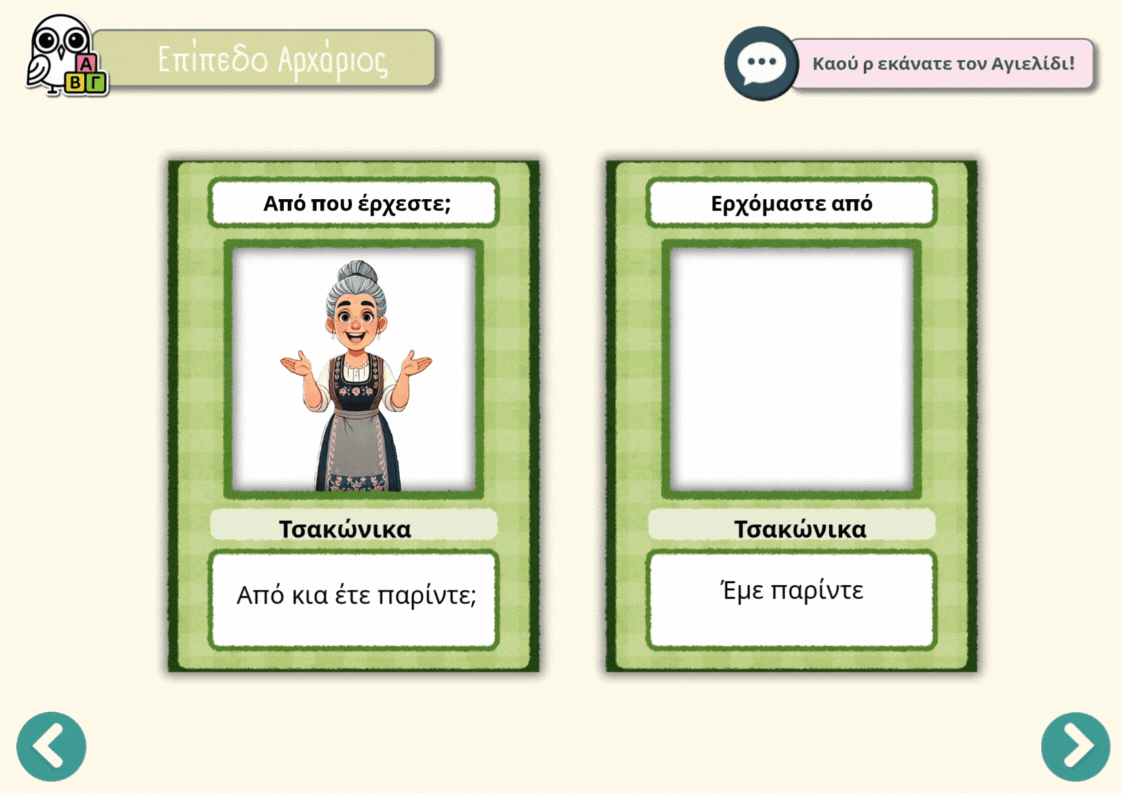 Επίπεδο Αρχάριος
Α
Β Γ
Καού ρ εκάνατε τον Αγιελίδι!
Από που έρχεστε;
Τσακώνικα
Από κια έτε παρίντε;
Ερχόμαστε από
Τσακώνικα
Έμε παρίντε